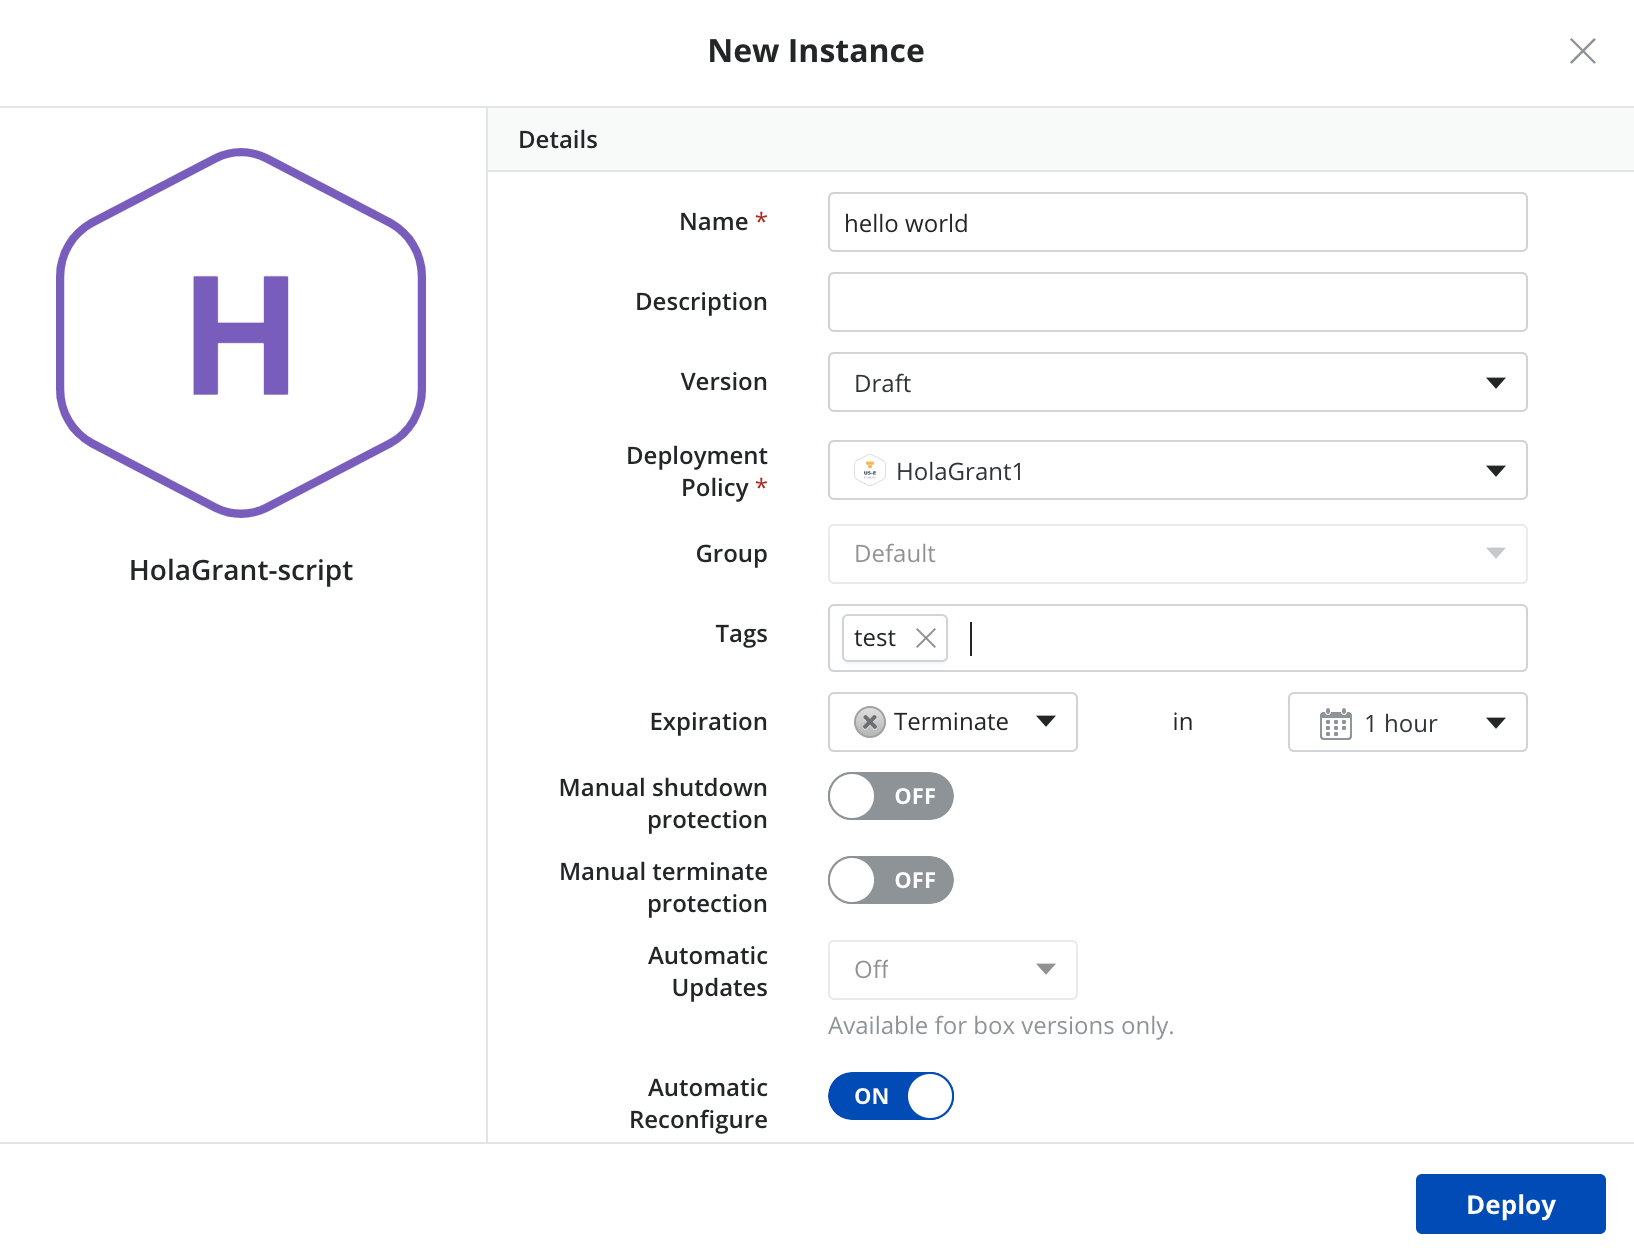 New Instance
H
HolaGrant-script
Details
Name *
hello world
Description
Version
Draft
Deployment
Policy *
US-E
HolaGrant1
Group
Default
Tags
test
Expiration
Terminate
in
1 hour
Manual shutdown
protection
OFF
Manual terminate
protection
OFF
Automatic
Updates
Off
Available for box versions only.
Automatic
Reconfigure
ON
Deploy